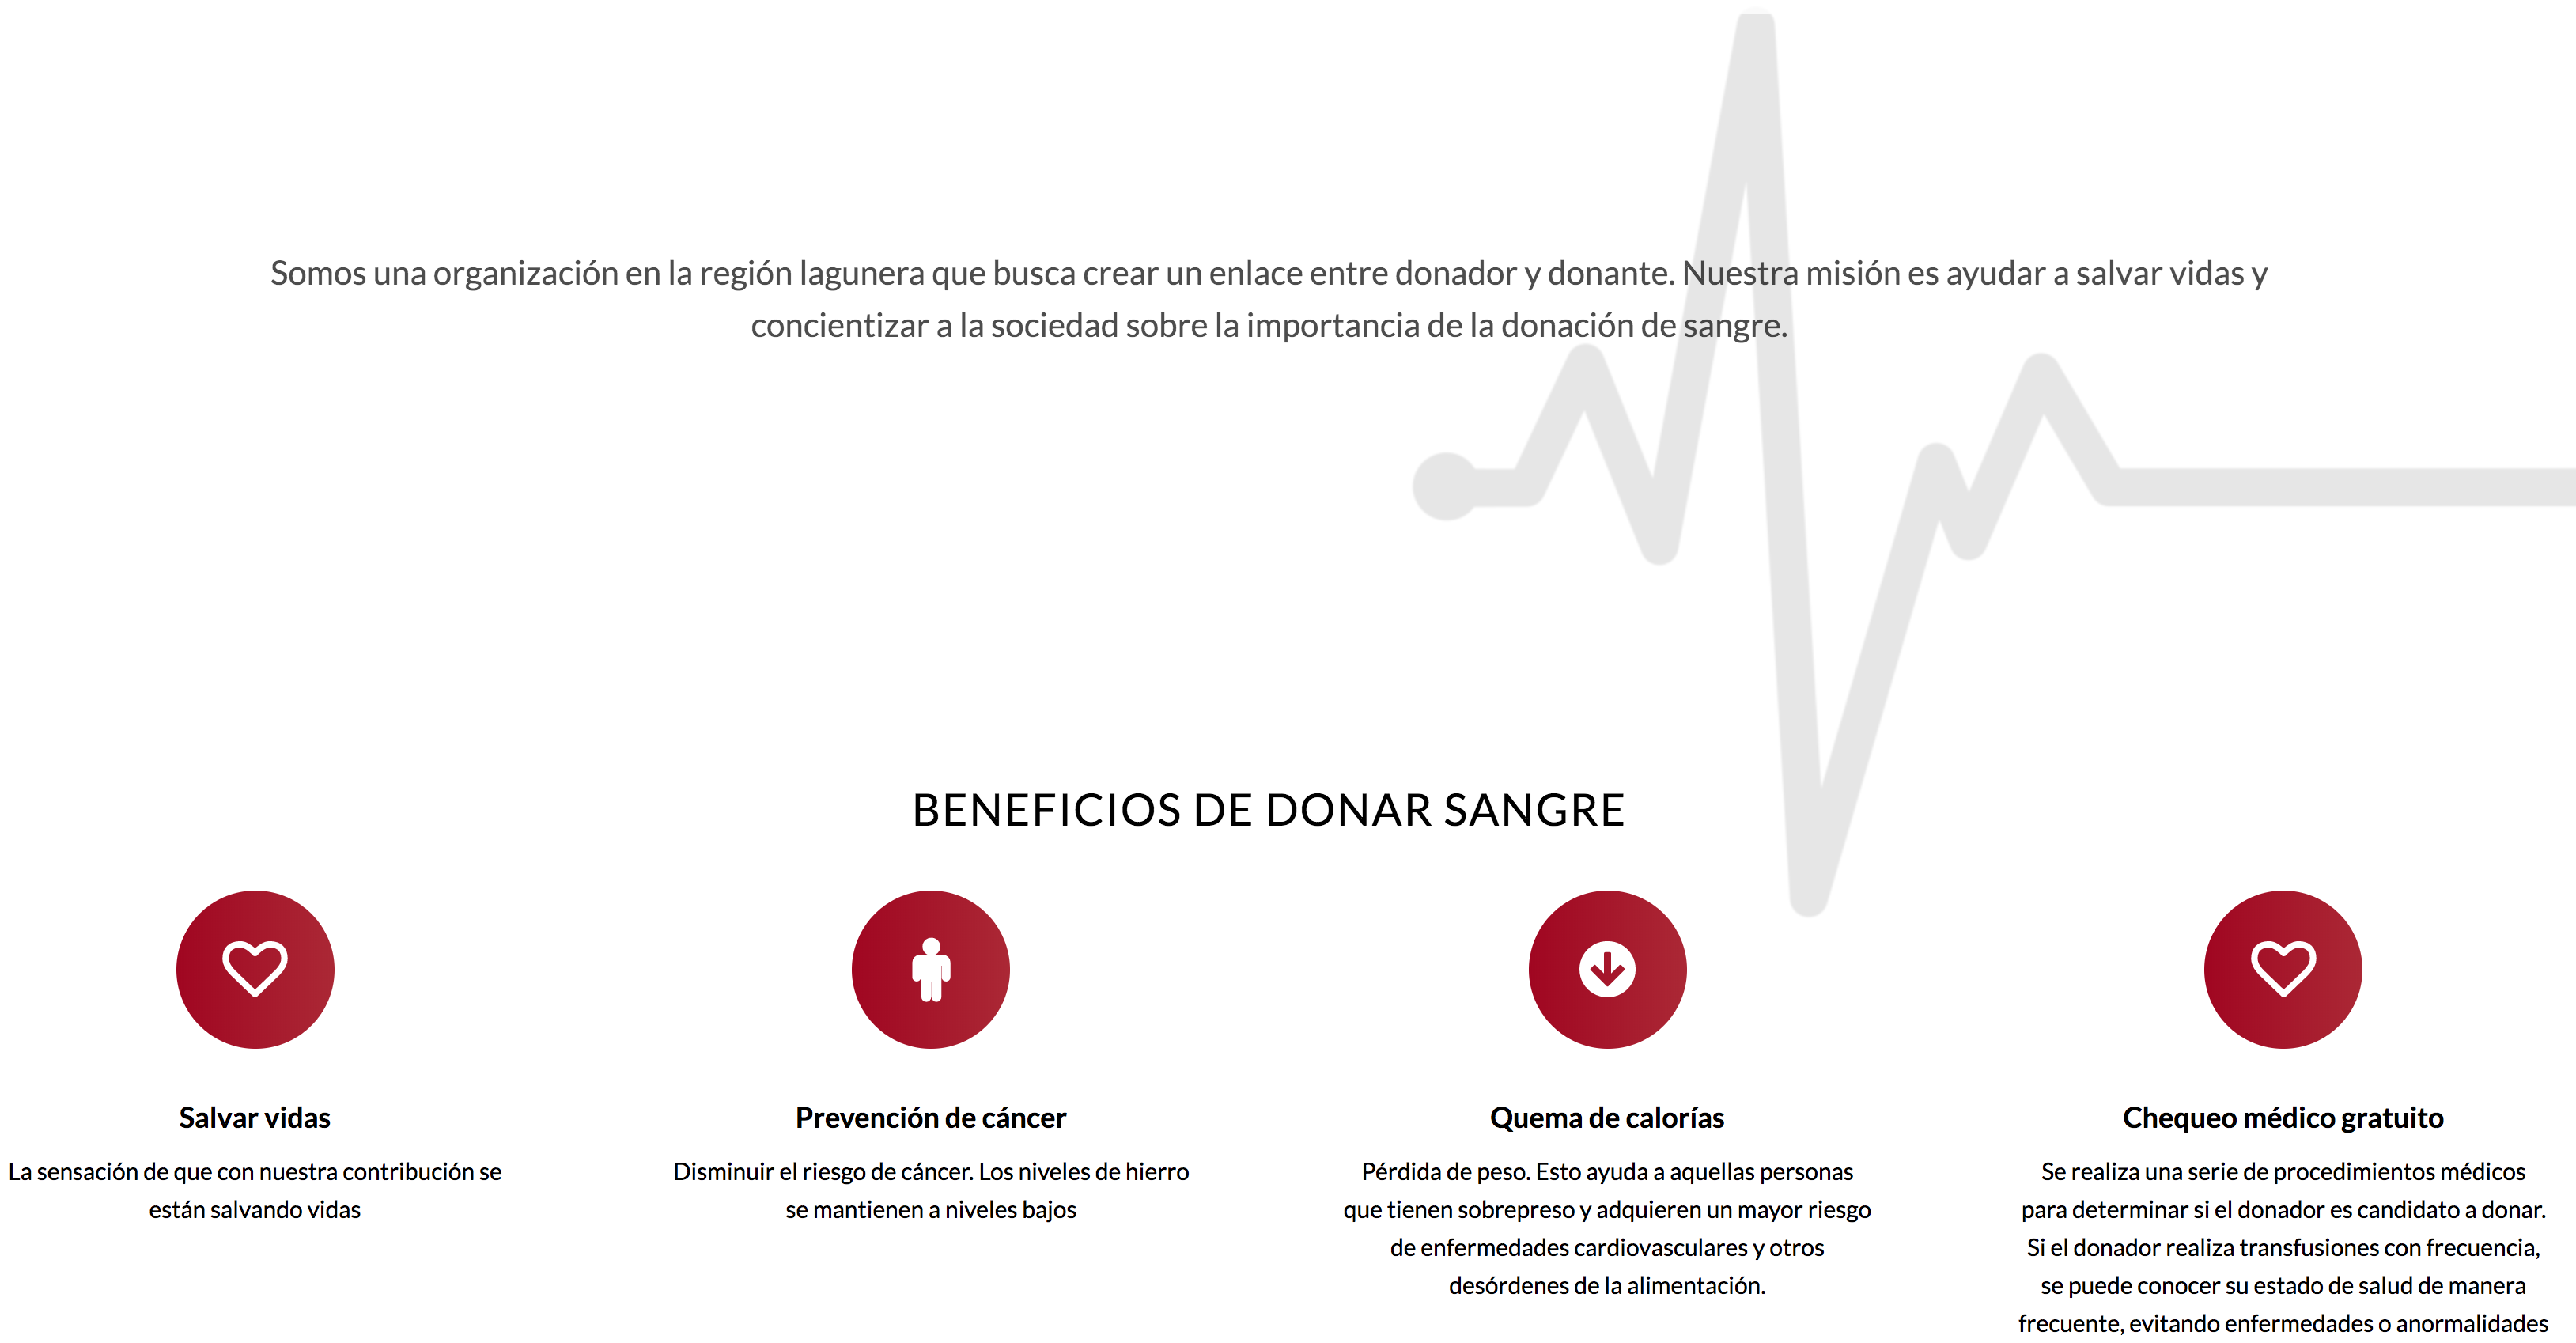 Somos una organización en la región lagunera que busca crear un enlace entre donador y donante. Nuestra misión es ayudar a salvar vidas y
concientizar a la sociedad sobre la importancia de la donación de sangre.
BENEFICIOS DE DONAR SANGRE
Salvar vidas
La sensación de que con nuestra contribución se
están salvando vidas
Prevención de cáncer
Disminuir el riesgo de cáncer. Los niveles de hierro
se mantienen a niveles bajos
Quema de calorías
Pérdida de peso. Esto ayuda a aquellas personas
que tienen sobrepreso y adquieren un mayor riesgo
de enfermedades cardiovasculares y otros
desórdenes de la alimentación.
Chequeo médico gratuito
Se realiza una serie de procedimientos médicos
para determinar si el donador es candidato a donar.
Si el donador realiza transfusiones con frecuencia,
se puede conocer su estado de salud de manera
frecuente, evitando enfermedades o anormalidades